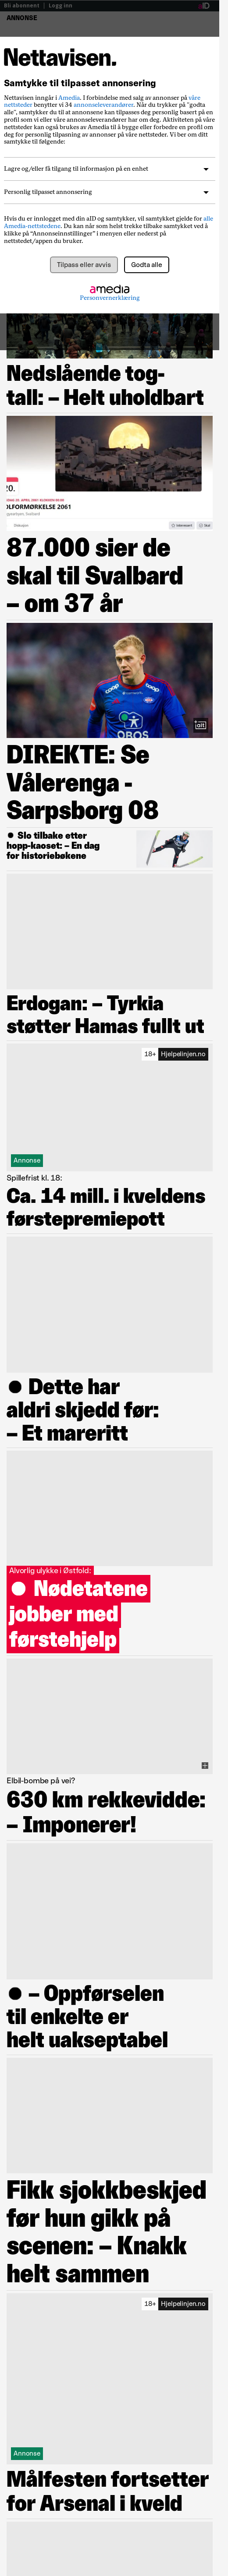 Bli abonnent | Logg inn
ANNONSE
Nettavisen.
Samtykke til tilpasset annonsering
Nettavisen inngår i Amedia. I forbindelse med salg av annonser på våre
nettsteder benytter vi 34 annonseleverandører. Når du trykker på "godta
alle", samtykker du til at annonsene kan tilpasses deg personlig basert på en
profil som vi eller våre annonseleverandører har om deg. Aktiviteten din på våre
nettsteder kan også brukes av Amedia til å bygge eller forbedre en profil om
deg for personlig tilpasning av annonser på våre nettsteder. Vi ber om ditt
samtykke til følgende:
Lagre og/eller få tilgang til informasjon på en enhet
Personlig tilpasset annonsering
Hvis du er innlogget med din aID og samtykker, vil samtykket gjelde for alle
Amedia-nettstedene. Du kan når som helst trekke tilbake samtykket ved å
klikke på “Annonseinnstillinger” i menyen eller nederst på
nettstedet/appen du bruker.
Tilpass eller avvis
Godta alle
amedia
Personvernerklæring
Nedslående tog-
tall: – Helt uholdbart
20.
OLFORMØRKELSE 2061
87.000 sier de
skal til Svalbard
– om 37 år
coop
OBOS
alt
DIREKTE: Se
Vålerenga -
Sarpsborg 08
Slo tilbake etter
hopp-kaoset: – En dag
for historiebøkene
Erdogan: – Tyrkia
støtter Hamas fullt ut
18+ Hjelpelinjen.no
Annonse
Spillefrist kl. 18:
Ca. 14 mill. i kveldens
førstepremiepott
Dette har
aldri skjedd før:
– Et mareritt
Alvorlig ulykke i Østfold:
Nødetatene
jobber med
førstehjelp
Elbil-bombe på vei?
630 km rekkevidde:
– Imponerer!
– Oppførselen
til enkelte er
helt uakseptabel
Fikk sjokkbeskjed
før hun gikk på
scenen: – Knakk
helt sammen
18+ Hjelpelinjen.no
Annonse
Målfesten fortsetter
for Arsenal i kveld